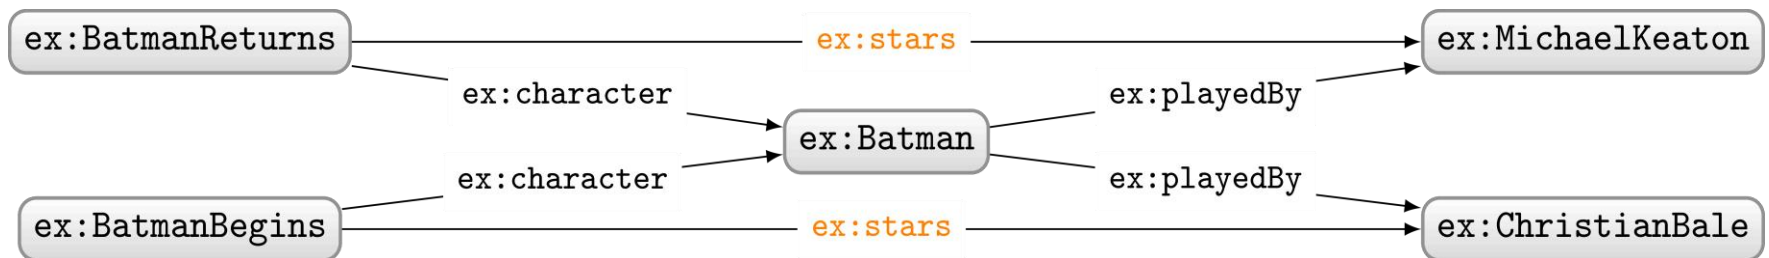 ex:BatmanReturns ex:stars ex:MichaelKeaton
ex:character ex:playedBy
ex:Batman
ex:character ex:playedBy
ex:BatmanBegins ex:stars ex:ChristianBale